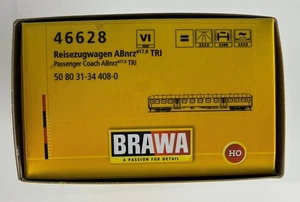 46628
VI
Reisezugwagen ABnrz 417.6 TRI
Passenger Coach ABnrz 417.6 TRI
50 80 31-34 408-0
BRAWA
A PASSION FOR DETAIL
HO